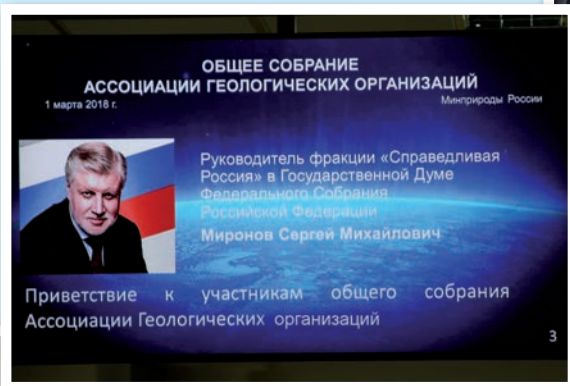 ОБЩЕЕ СОБРАНИЕ
АССОЦИАЦИИ ГЕОЛОГИЧЕСКИХ ОРГАНИЗАЦИЙ
1 марта 2018 г.
Минприроды России
Руководитель фракции «Справедливая
Россия» в Государственной Думе
Федерального Собрания
Российской Федерации
Миронов Сергей Михайлович
Приветствие к участникам общего собрания
Ассоциации Геологических организаций
3